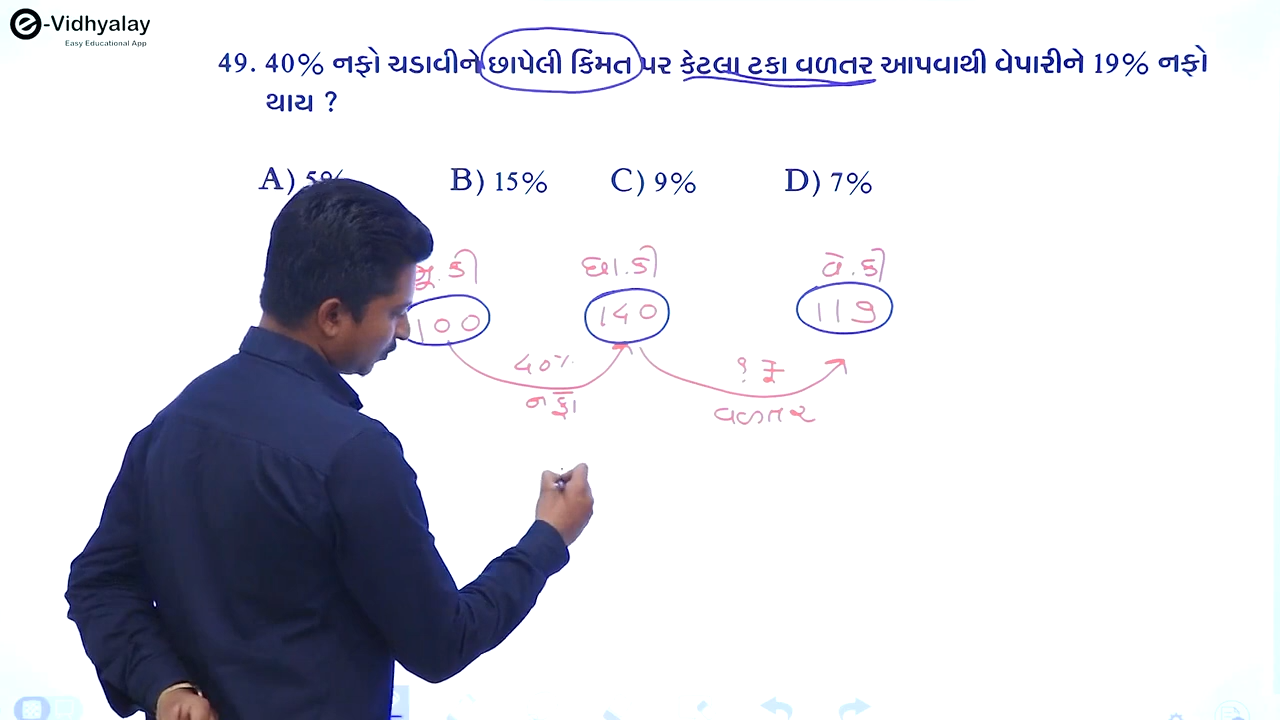 e-Vidhyalay
Easy Educational App
49. 40% નફો ચડાવીને છાપેલી કિંમત પર કેટલા ટકા વળતર આપવાથી વેપારીને 19% નફો
થાય ?
A) 5% B) 15% C) 9% D) 7%
મૂ.કી છા.કી વે.કી
100 140 119
40% ? %
નફો વળતર